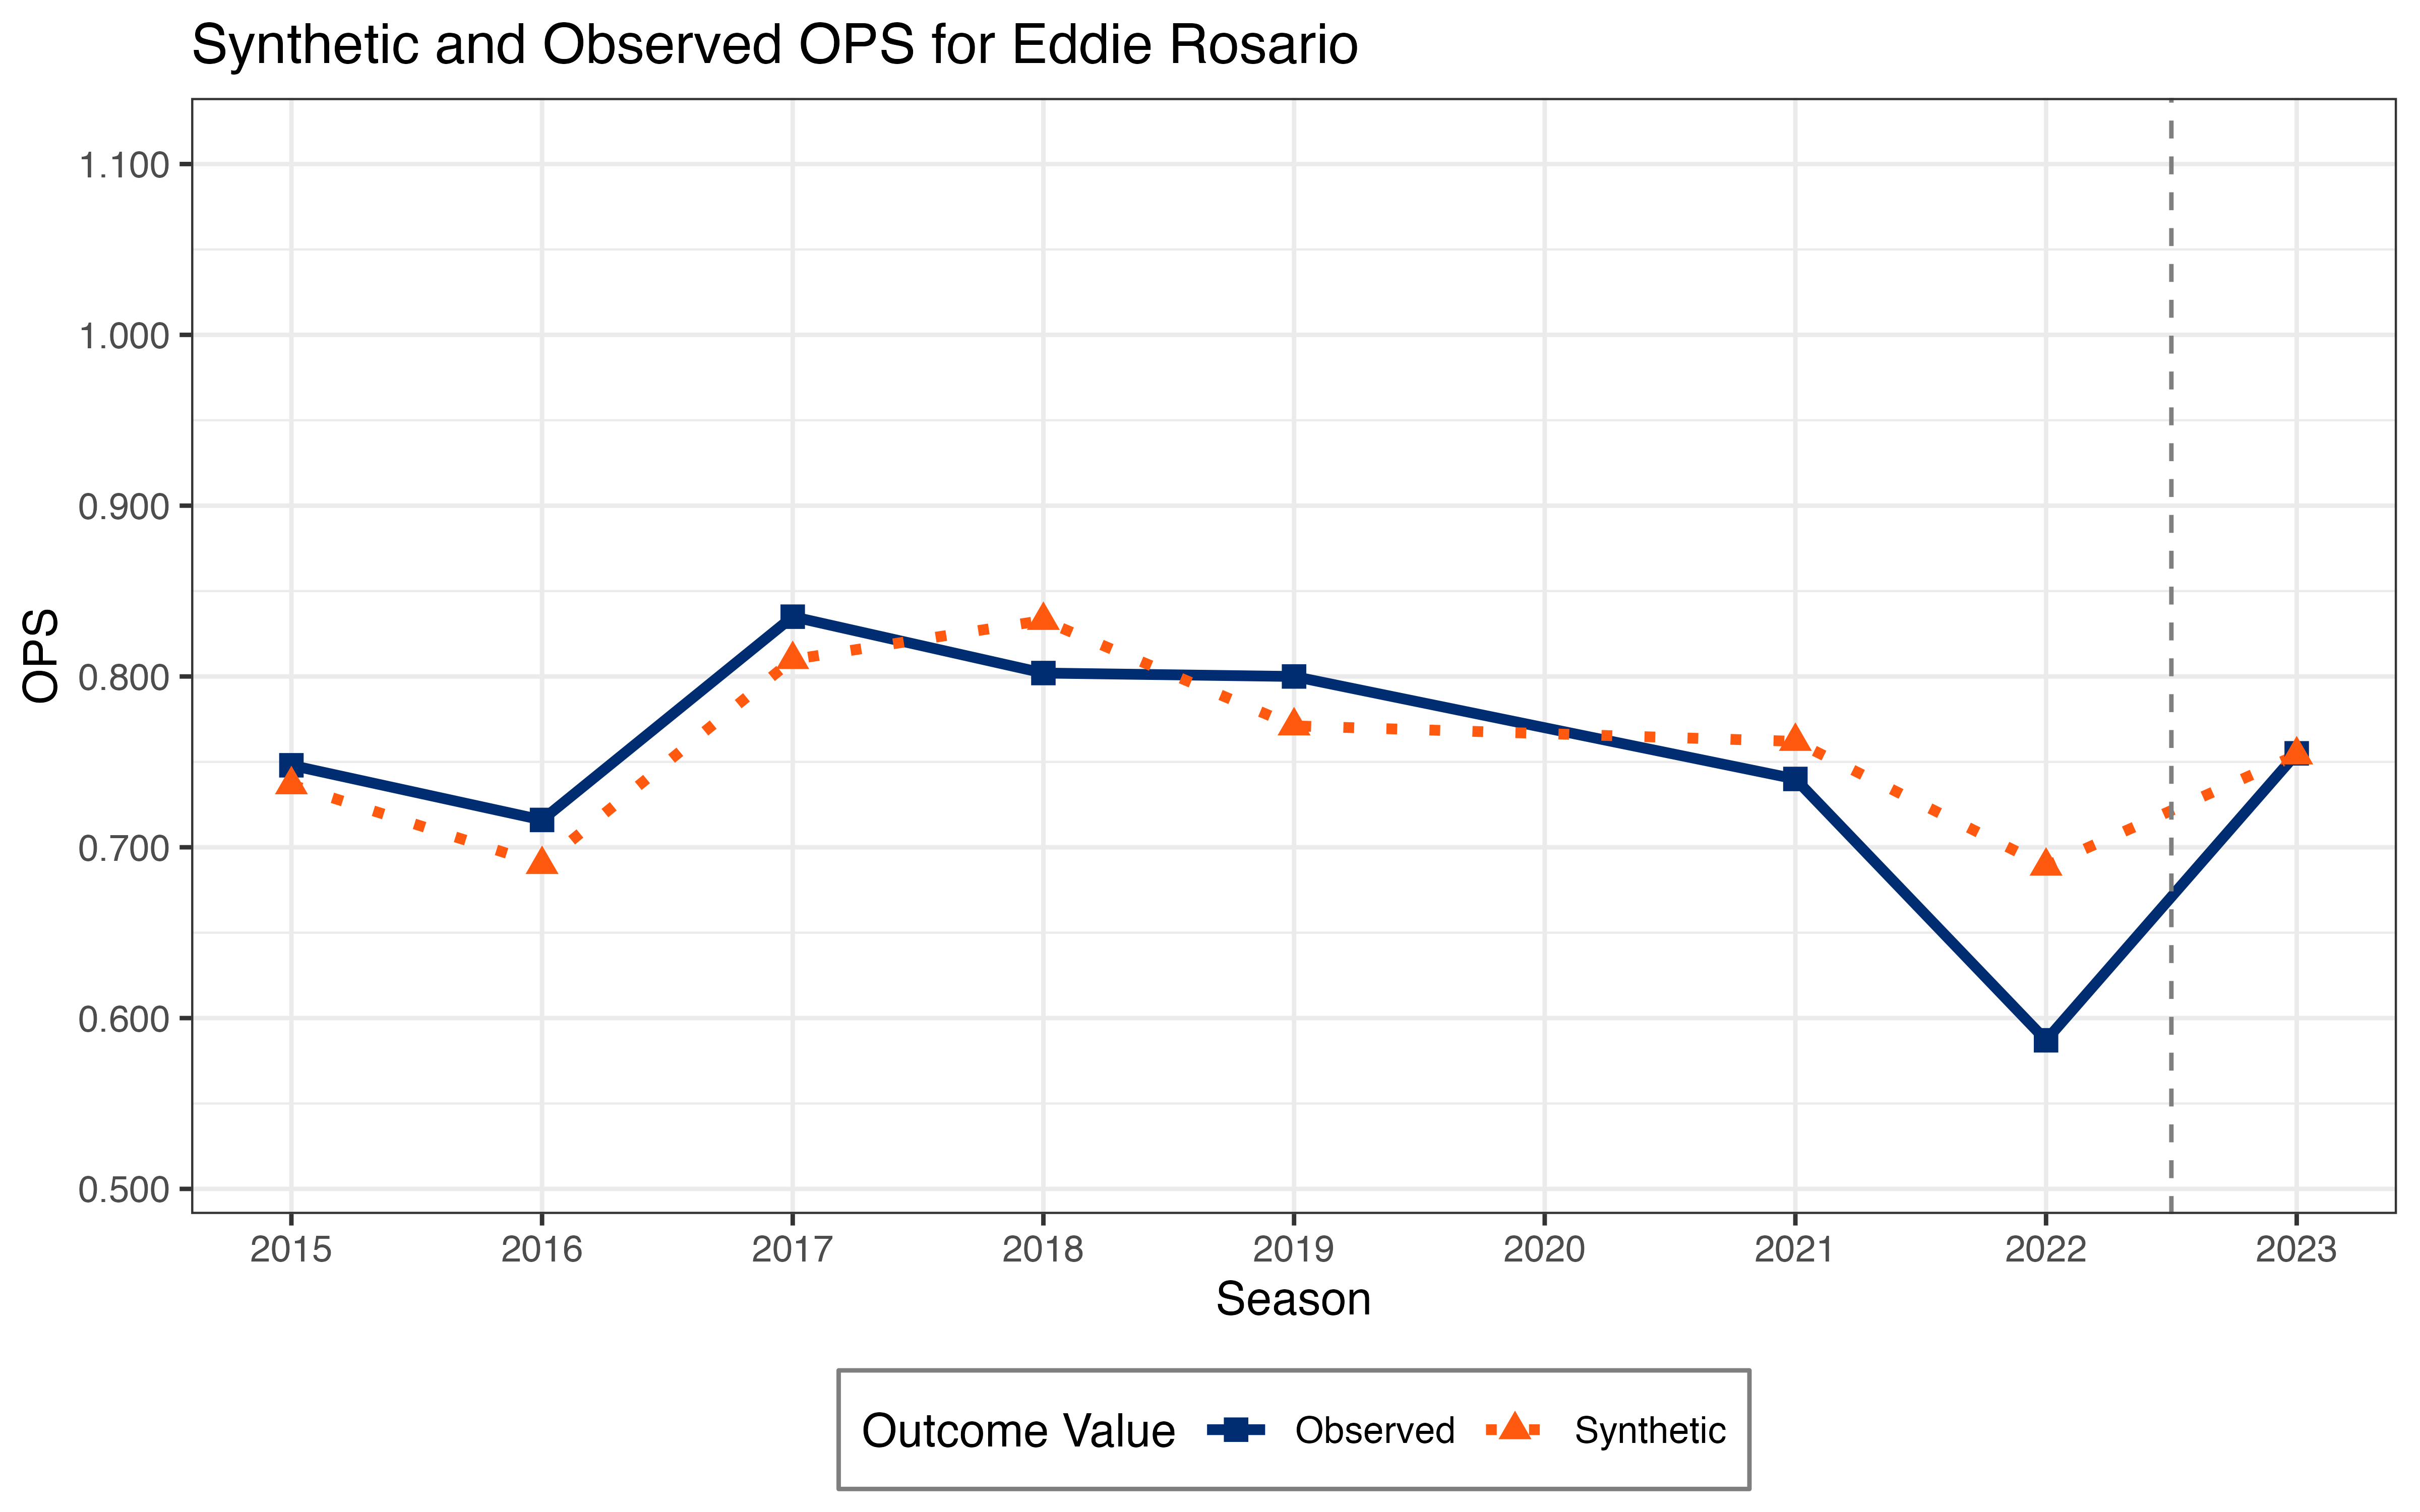 Synthetic and Observed OPS for Eddie Rosario
OPS
1.100
1.000
0.900
0.800
0.700
0.600
0.500
2015 2016 2017 2018 2019 2020 2021 2022 2023
Season
Outcome Value Observed Synthetic